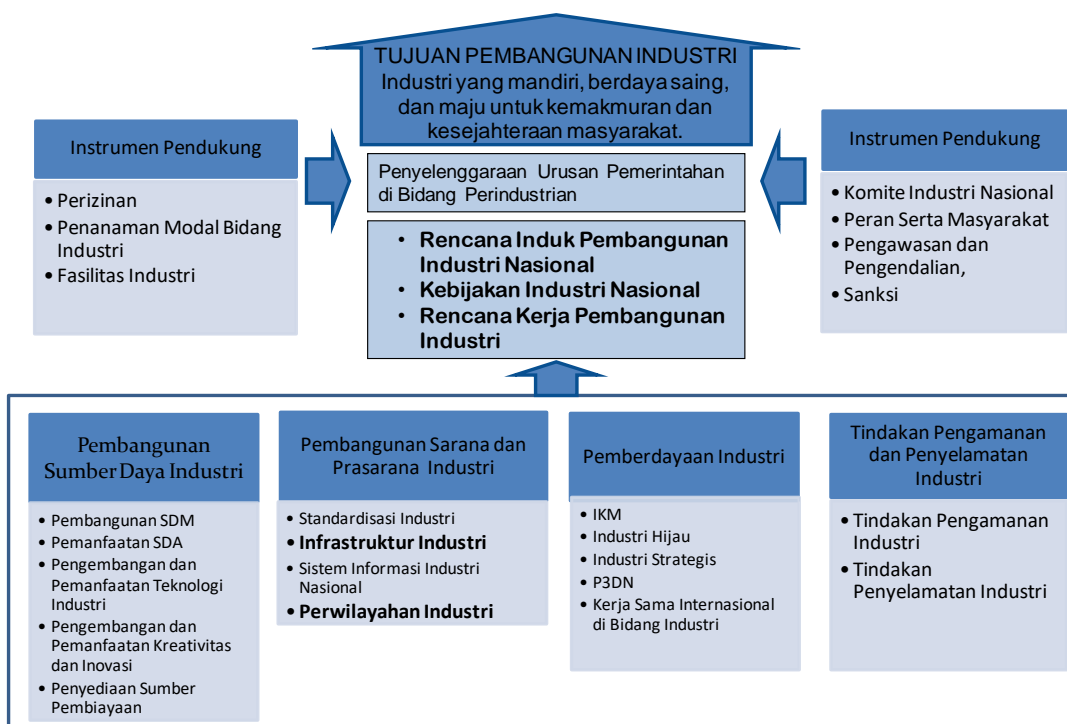 TUJUAN PEMBANGUNAN INDUSTRI
Industri yang mandiri, berdaya saing,
dan maju untuk kemakmuran dan
kesejahteraan masyarakat.
Instrumen Pendukung
• Perizinan
• Penanaman Modal Bidang
Industri
• Fasilitas Industri
Penyelenggaraan Urusan Pemerintahan
di Bidang Perindustrian
• Rencana Induk Pembangunan
Industri Nasional
• Kebijakan Industri Nasional
• Rencana Kerja Pembangunan
Industri
Instrumen Pendukung
• Komite Industri Nasional
• Peran Serta Masyarakat
• Pengawasan dan
Pengendalian,
• Sanksi
Pembangunan
Sumber Daya Industri
• Pembangunan SDM
• Pemanfaatan SDA
• Pengembangan dan
Pemanfaatan Teknologi
Industri
• Pengembangan dan
Pemanfaatan Kreativitas
dan Inovasi
• Penyediaan Sumber
Pembiayaan
Pembangunan Sarana dan
Prasarana Industri
• Standardisasi Industri
• Infrastruktur Industri
• Sistem Informasi Industri
Nasional
• Perwilayahan Industri
Pemberdayaan Industri
• IKM
• Industri Hijau
• Industri Strategis
• P3DN
• Kerja Sama Internasional
di Bidang Industri
Tindakan Pengamanan
dan Penyelamatan
Industri
• Tindakan Pengamanan
Industri
• Tindakan
Penyelamatan Industri